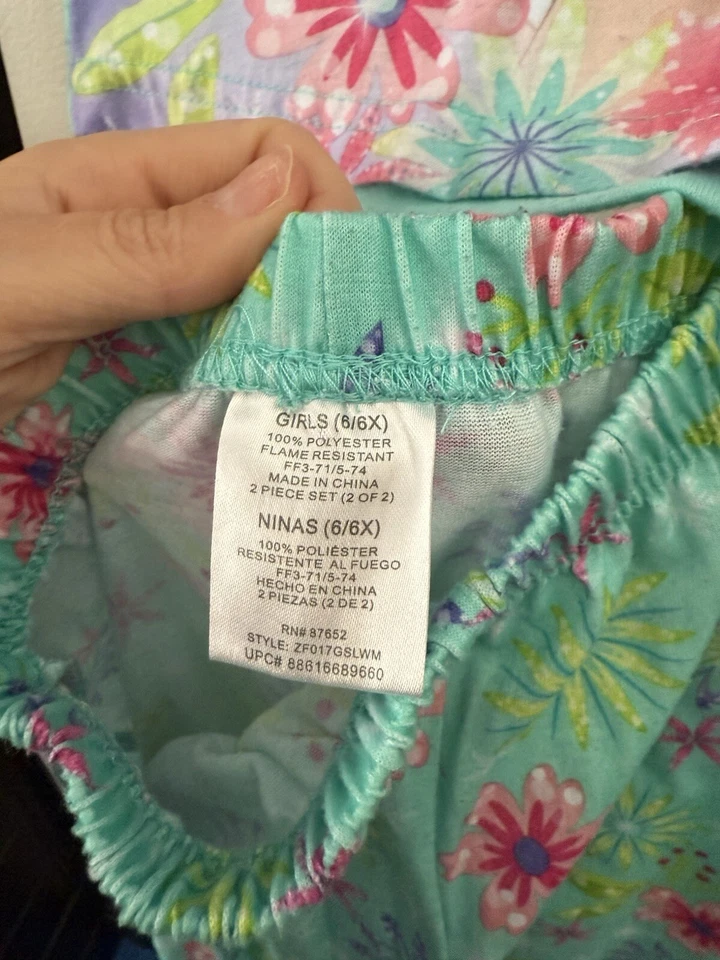 GIRLS (6/6X)
100% POLYESTER
FLAME RESISTANT
FF3-71/5-74
MADE IN CHINA
2 PIECE SET (2 OF 2)
NINAS (6/6X)
100% POLIÉSTER
RESISTENTE AL FUEGO
FF3-71/5-74
HECHO EN CHINA
2 PIEZAS (2 DE 2)
RN# 87652
STYLE: ZF017GSLWM
UPC# 88616689660